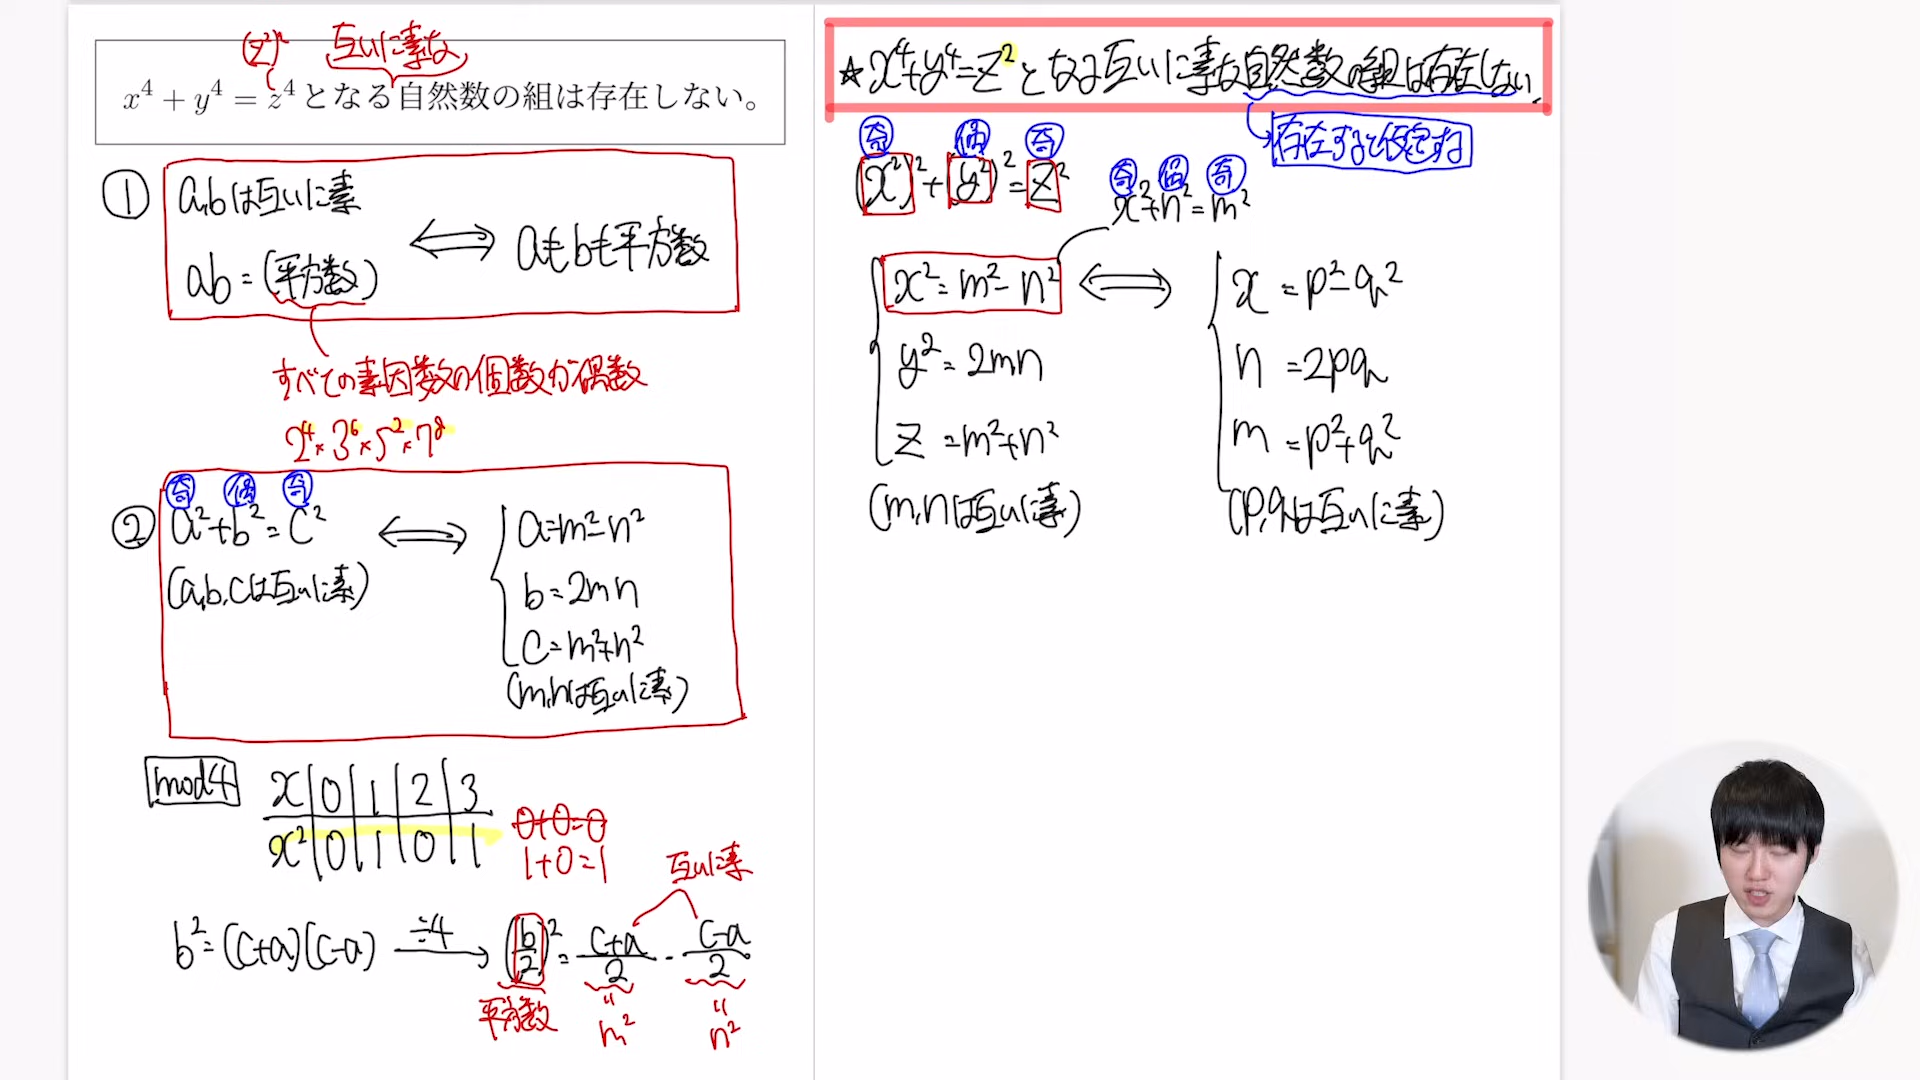 (z²)² 互いに素な
x⁴ + y⁴ = z⁴となる自然数の組は存在しない。
① a,bは互いに素
ab=(平方数) ⟺ aもbも平方数
すべての素因数の個数が偶数
2⁴×3⁶×5²×7⁸
奇 偶 奇
② a²+b²=c² ⟺
(a,b,cは互いに素)
a=m²-n²
b=2mn
c=m²+n²
(m,nは互いに素)
mod4
x 0 1 2 3
x² 0 1 0 1
0+0=0
1+0=1
互いに素
b²=(c+a)(c-a) ÷4→ (b/2)²=(c+a)/2・(c-a)/2
平方数 = m² = n²
☆x⁴+y⁴=z²となる互いに素な自然数の組は存在しない.
存在すると仮定する
奇 偶 奇
(x²)²+(y²)²=z²
奇 偶 奇
x²+n²=m²
x²=m²-n² ⟺ x=p²-q²
y²=2mn n=2pq
z=m²+n² m=p²+q²
(m,nは互いに素) (p,qは互いに素)